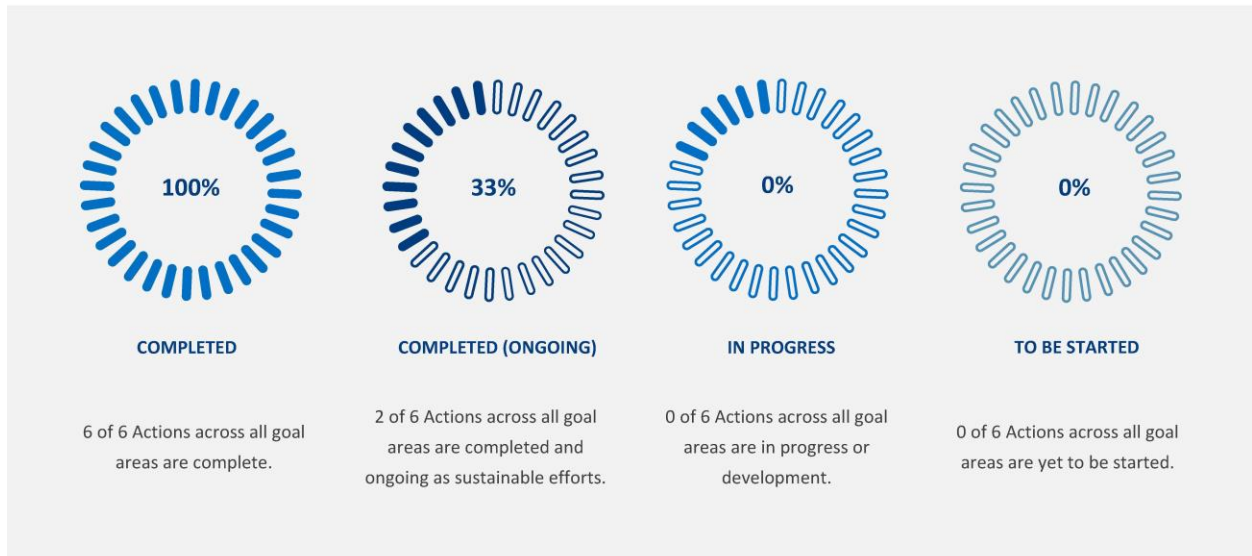 100%
COMPLETED
6 of 6 Actions across all goal
areas are complete.
33%
COMPLETED (ONGOING)
2 of 6 Actions across all goal
areas are completed and
ongoing as sustainable efforts.
0%
IN PROGRESS
0 of 6 Actions across all goal
areas are in progress or
development.
0%
TO BE STARTED
0 of 6 Actions across all goal
areas are yet to be started.